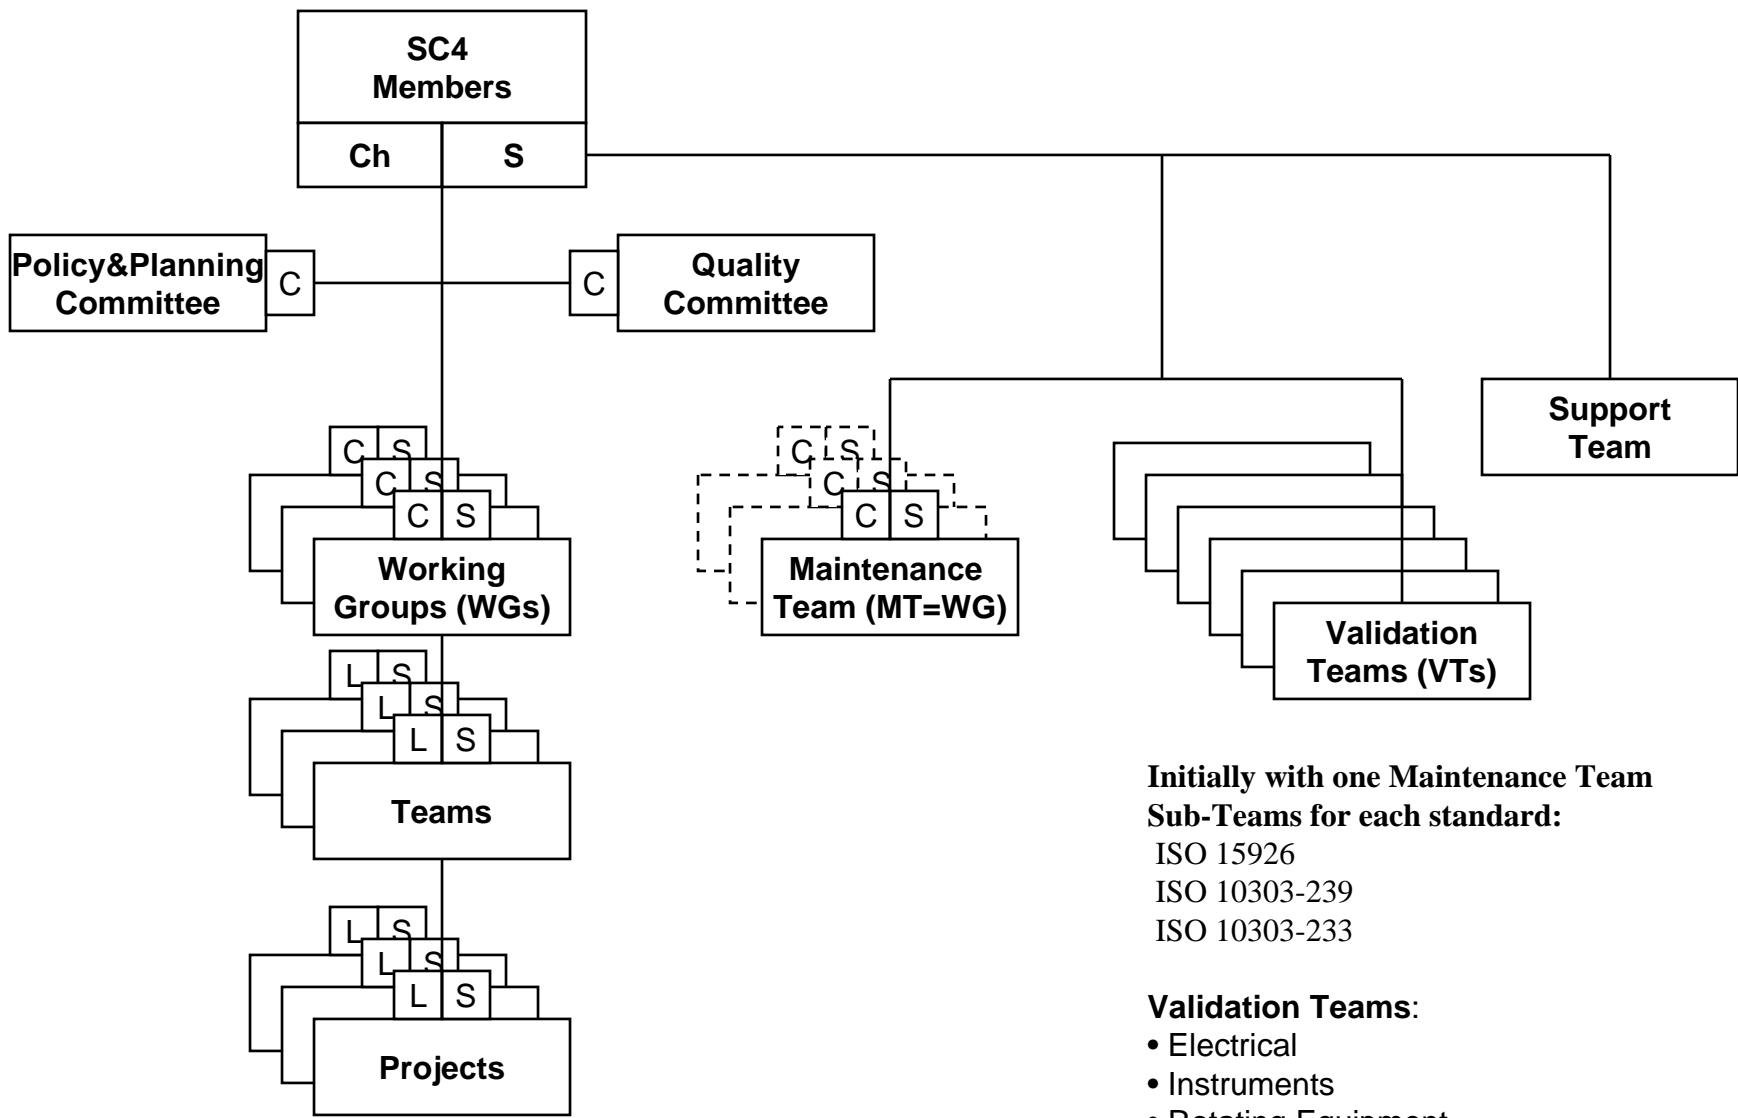 SC4
Members
Ch S
Policy&Planning
Committee
C
C
Quality
Committee
Support
Team
C S
C S
C S
Working
Groups (WGs)
C S
C S
C S
Maintenance
Team (MT=WG)
Validation
Teams (VTs)
L S
L S
L S
Teams
L S
L S
L S
Projects
Initially with one Maintenance Team
Sub-Teams for each standard:
ISO 15926
ISO 10303-239
ISO 10303-233
Validation Teams:
• Electrical
• Instruments
• Rotating Equipment